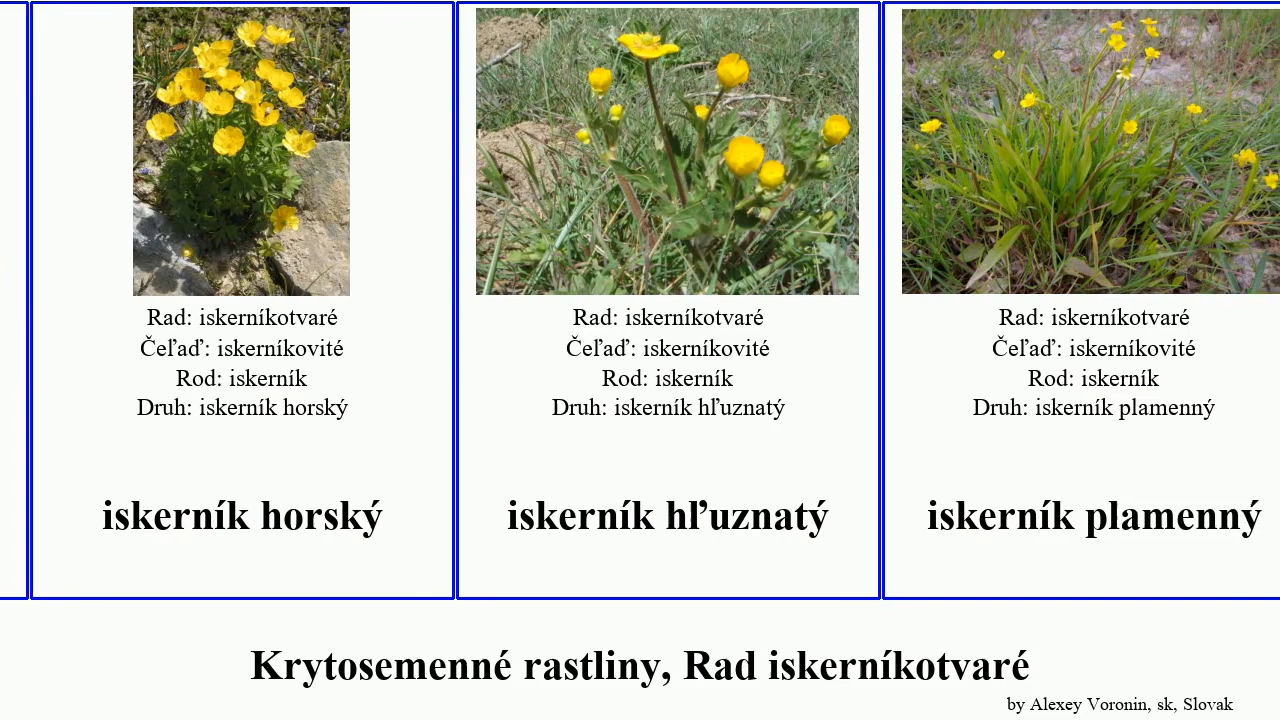 Rad: iskerníkotvaré
Čeľaď: iskerníkovité
Rod: iskerník
Druh: iskerník horský
iskerník horský
Rad: iskerníkotvaré
Čeľaď: iskerníkovité
Rod: iskerník
Druh: iskerník hľuznatý
iskerník hľuznatý
Rad: iskerníkotvaré
Čeľaď: iskerníkovité
Rod: iskerník
Druh: iskerník plamenný
iskerník plamenný
Krytosemenné rastliny, Rad iskerníkotvaré
by Alexey Voronin, sk, Slovak